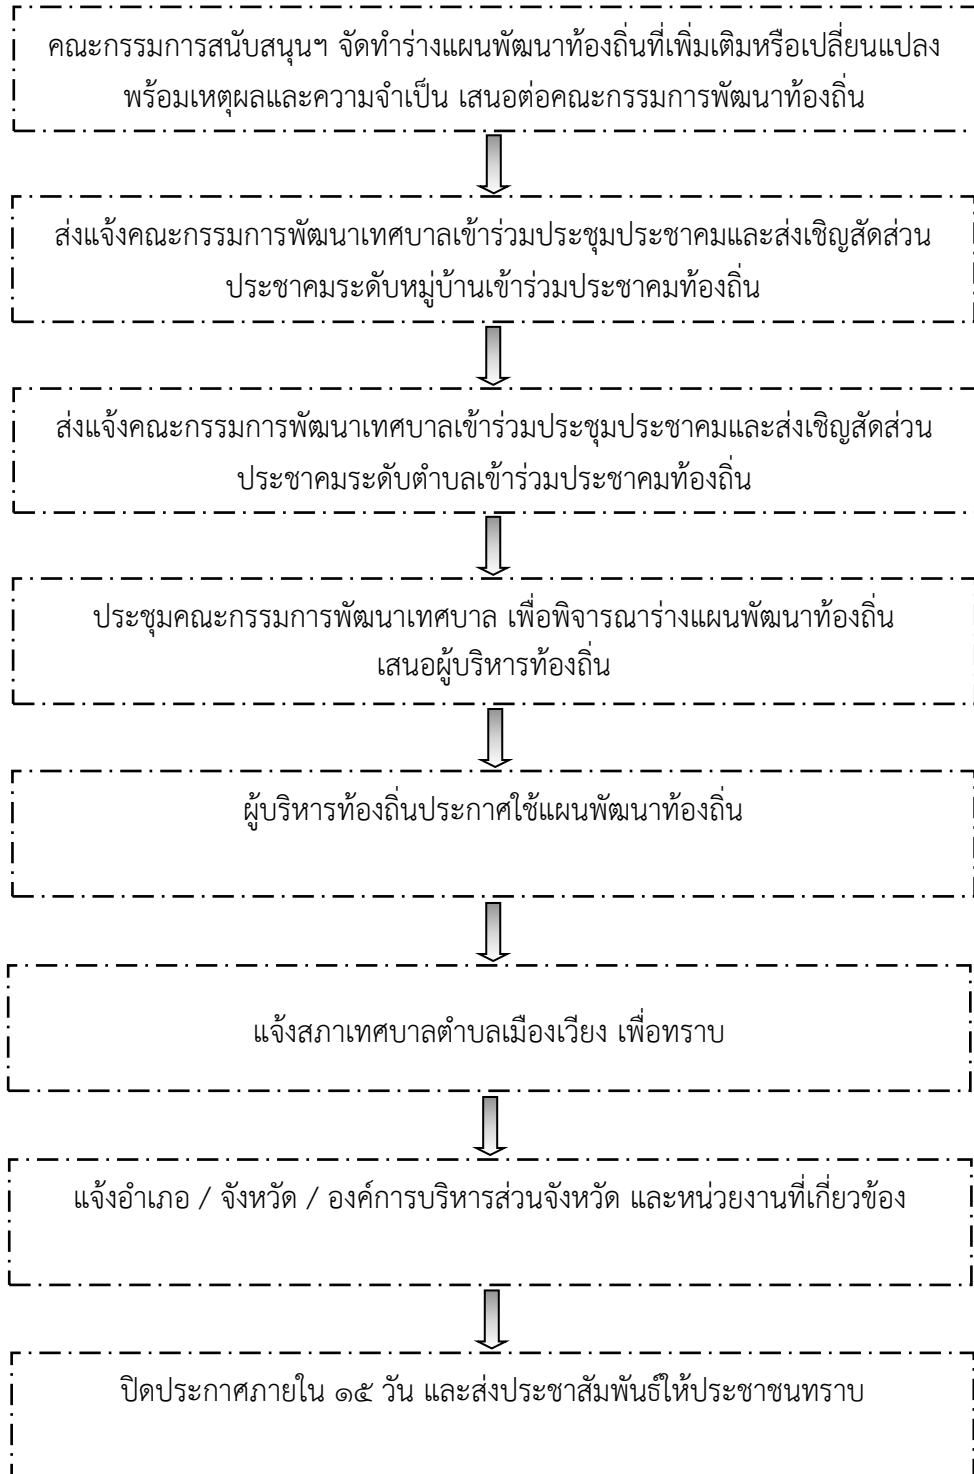 คณะกรรมการสนับสนุนฯ จัดทำร่างแผนพัฒนาท้องถิ่นที่เพิ่มเติมหรือเปลี่ยนแปลง
พร้อมเหตุผลและความจำเป็น เสนอต่อคณะกรรมการพัฒนาท้องถิ่น
ส่งแจ้งคณะกรรมการพัฒนาเทศบาลเข้าร่วมประชุมประชาคมและส่งเชิญสัดส่วน
ประชาคมระดับหมู่บ้านเข้าร่วมประชาคมท้องถิ่น
ส่งแจ้งคณะกรรมการพัฒนาเทศบาลเข้าร่วมประชุมประชาคมและส่งเชิญสัดส่วน
ประชาคมระดับตำบลเข้าร่วมประชาคมท้องถิ่น
ประชุมคณะกรรมการพัฒนาเทศบาล เพื่อพิจารณาร่างแผนพัฒนาท้องถิ่น
เสนอผู้บริหารท้องถิ่น
ผู้บริหารท้องถิ่นประกาศใช้แผนพัฒนาท้องถิ่น
แจ้งสภาเทศบาลตำบลเมืองเวียง เพื่อทราบ
แจ้งอำเภอ / จังหวัด / องค์การบริหารส่วนจังหวัด และหน่วยงานที่เกี่ยวข้อง
ปิดประกาศภายใน ๑๕ วัน และส่งประชาสัมพันธ์ให้ประชาชนทราบ